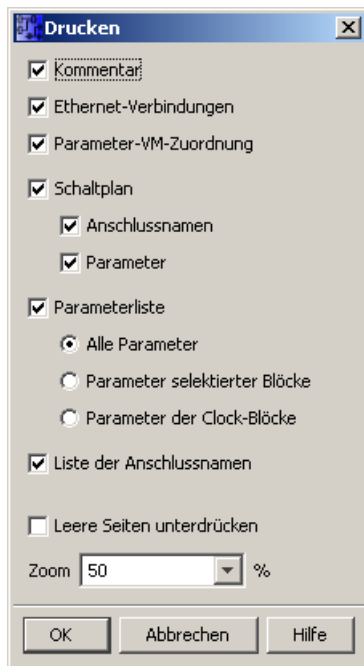 Drucken
Kommentar
Ethernet-Verbindungen
Parameter-VM-Zuordnung
Schaltplan
Anschlussnamen
Parameter
Parameterliste
Alle Parameter
Parameter selektierter Blöcke
Parameter der Clock-Blöcke
Liste der Anschlussnamen
Leere Seiten unterdrücken
Zoom 50 %
OK Abbrechen Hilfe